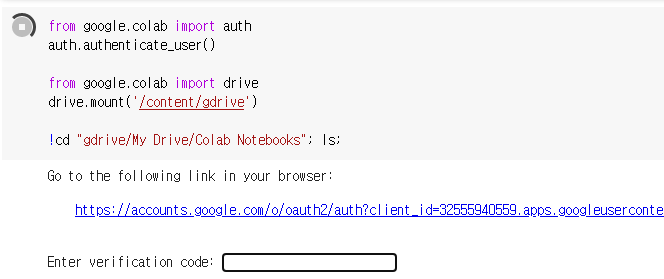 from google.colab import auth
auth.authenticate_user()
from google.colab import drive
drive.mount('/content/gdrive')
!cd "gdrive/My Drive/Colab Notebooks"; ls;
Go to the following link in your browser:
https://accounts.google.com/o/oauth2/auth?client_id=32555940559.apps.googleuserconte
Enter verification code: